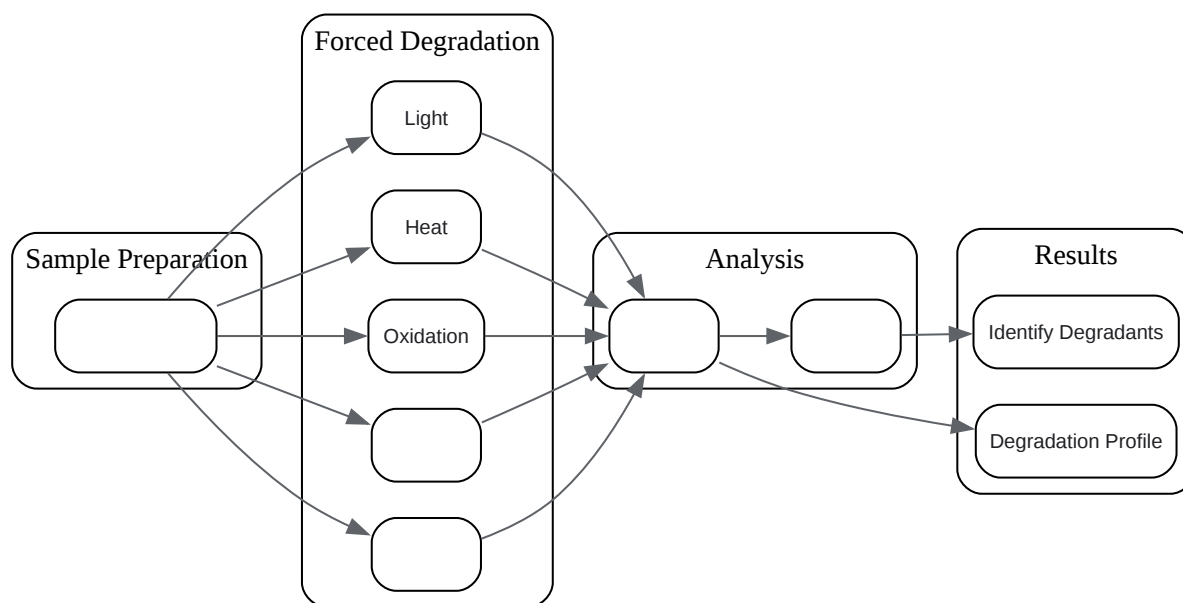 Forced Degradation
Light
Heat
Sample Preparation
Analysis
Results
Oxidation
Identify Degradants
Degradation Profile